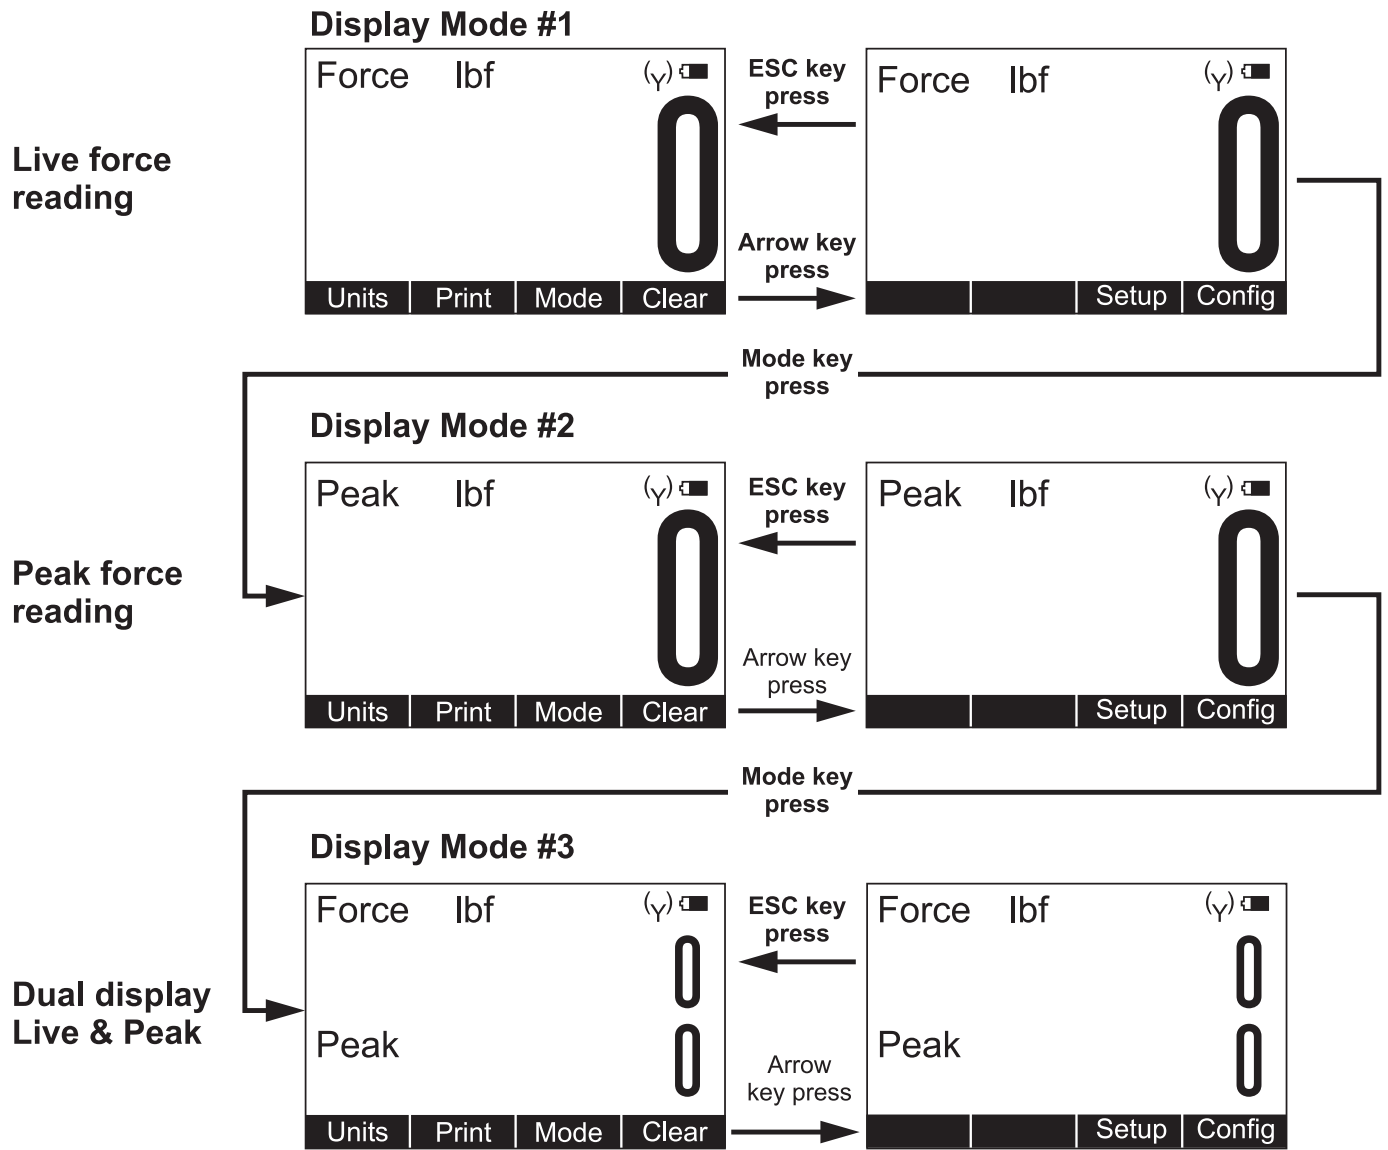 Display Mode #1
Force lbf
ESC key
press
Force lbf
Live force
reading
0
0
Arrow key
press
Units Print Mode Clear
Setup Config
Mode key
press
Display Mode #2
Peak lbf
ESC key
press
Peak lbf
Peak force
reading
0
0
Arrow key
press
Units Print Mode Clear
Setup Config
Mode key
press
Display Mode #3
Force lbf
ESC key
press
Force lbf
0
0
Dual display
Live & Peak
Peak 0
Peak 0
Arrow
key press
Units Print Mode Clear
Setup Config